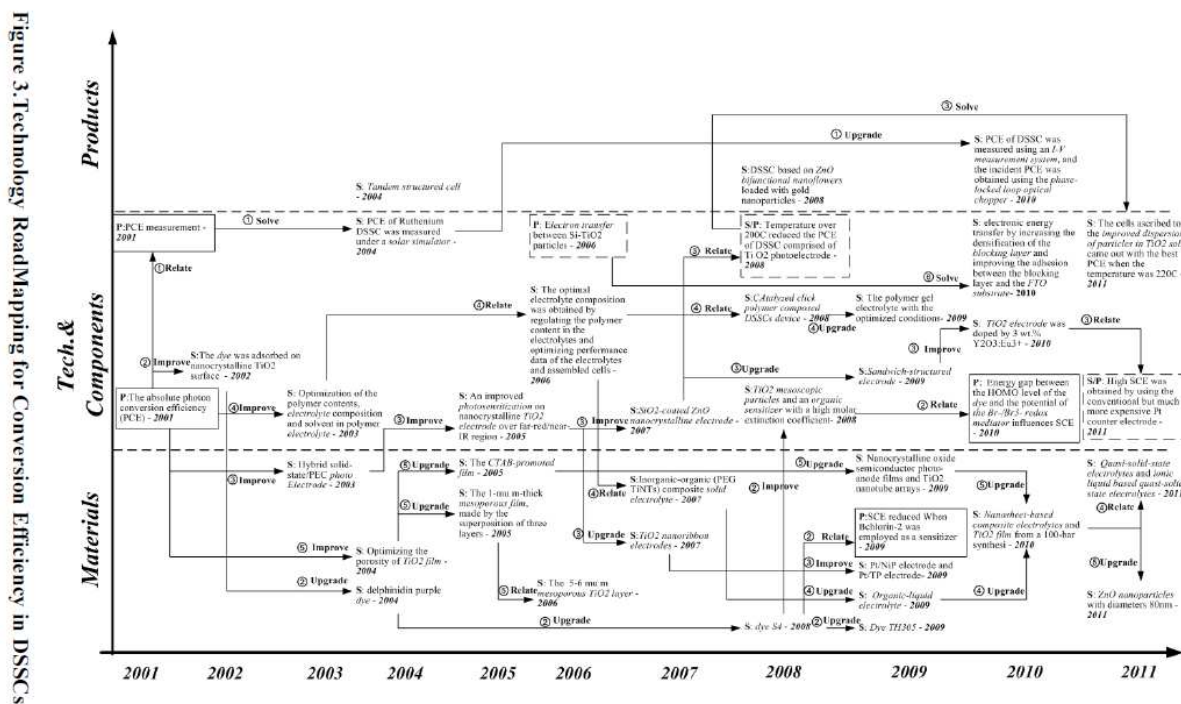 Figure 3.Technology RoadMapping for Conversion Efficiency in DSSCs
Products
③ Solve
① Upgrade
S: PCE of DSSC was
measured using an I-V
measurement system, and
the incident PCE was
obtained using the phase-
locked loop optical
chopper - 2010
S:DSSC based on ZnO
bifunctional nanoflowers
loaded with gold
nanoparticles - 2008
S: Tandem structured cell
- 2004
Tech.&
Components
P:PCE measurement -
2001
① Solve
S: PCE of Ruthenium
DSSC was measured
under a solar simulator -
2004
P: Electron transfer
between Si-TiO2
particles - 2006
③ Relate
S/P: Temperature over
200C reduced the PCE
of DSSC comprised of
Ti O2 photoelectrode -
2008
S: electronic energy
transfer by increasing the
densification of the
blocking layer and
improving the adhesion
between the blocking
layer and the FTO
substrate- 2010
⑥ Solve
S: The cells ascribed to
the improved dispersion
of particles in TiO2 sol
came out with the best
PCE when the
temperature was 220C -
2011
① Relate
④ Relate
S: The optimal
electrolyte composition
was obtained by
regulating the polymer
content in the
electrolytes and
optimizing performance
data of the electrolytes
and assembled cells -
2006
④ Relate
S:CAtalyzed click
polymer composed
DSSCs device - 2008
④Upgrade
S: The polymer gel
electrolyte with the
optimized conditions- 2009
S: TiO2 electrode was
doped by 3 wt.%
Y2O3:Eu3+ - 2010
③ Relate
③ Improve
② Improve
S:The dye was adsorbed on
nanocrystalline TiO2
surface - 2002
③Upgrade
S:Sandwich-structured
electrode - 2009
P:The absolute photon
conversion efficiency
(PCE) - 2001
④Improve
S: Optimization of the
polymer contents,
electrolyte composition
and solvent in polymer
electrolyte - 2003
③ Improve
S: An improved
photosensitization on
nanocrystalline TiO2
electrode over far-red/near-
IR region - 2005
③ Improve
S:SiO2-coated ZnO
nanocrystalline electrode -
2007
S:TiO2 mesoscopic
particles and an organic
sensitizer with a high molar
extinction coefficient- 2008
② Relate
P: Energy gap between
the HOMO level of the
dye and the potential of
the Br-/Br3- redox
mediator influences SCE
- 2010
S/P: High SCE was
obtained by using the
conventional but much
more expensive Pt
counter electrode -
2011
Materials
③ Improve
S: Hybrid solid-
state/PEC photo
Electrode - 2003
⑤ Upgrade
S: The CTAB-promoted
film - 2005
⑤ Upgrade
S: The 1-mu m-thick
mesoporous film,
made by the
superposition of three
layers - 2005
④Relate
S:Inorganic-organic (PEG
TiNTs) composite solid
electrolyte - 2007
② Improve
⑤Upgrade
S: Nanocrystalline oxide
semiconductor photo-
anode films and TiO2
nanotube arrays - 2009
⑤ Upgrade
S: Quasi-solid-state
electrolytes and ionic
liquid based quast-solid
state electrolytes -
2011
④Relate
P:SCE reduced When
Bchlorin-2 was
employed as a sensitizer
- 2009
② Relate
S: Nanosheet-based
composite electrolytes and
TiO2 film from a 100-bar
synthesi - 2010
③ Upgrade
S:TiO2 nanoribbon
electrodes - 2007
⑤ Improve
S: Optimizing the
porosity of TiO2 film -
2004
③ Improve
S: Pt/NiP electrode and
Pt/TP electrode - 2009
⑤Upgrade
② Upgrade
S: delphinidin purple
dye - 2004
⑤ Relate
S: The 5-6 mu m
mesoporous TiO2 layer -
2006
④ Upgrade
S: Organic-liquid
electrolyte - 2009
④ Upgrade
S:ZnO nanoparticles
with diameters 80nm -
2011
② Upgrade
S: dye S4 - 2008
②Upgrade
S: Dye TH305 - 2009
2001 2002 2003 2004 2005 2006 2007 2008 2009 2010 2011